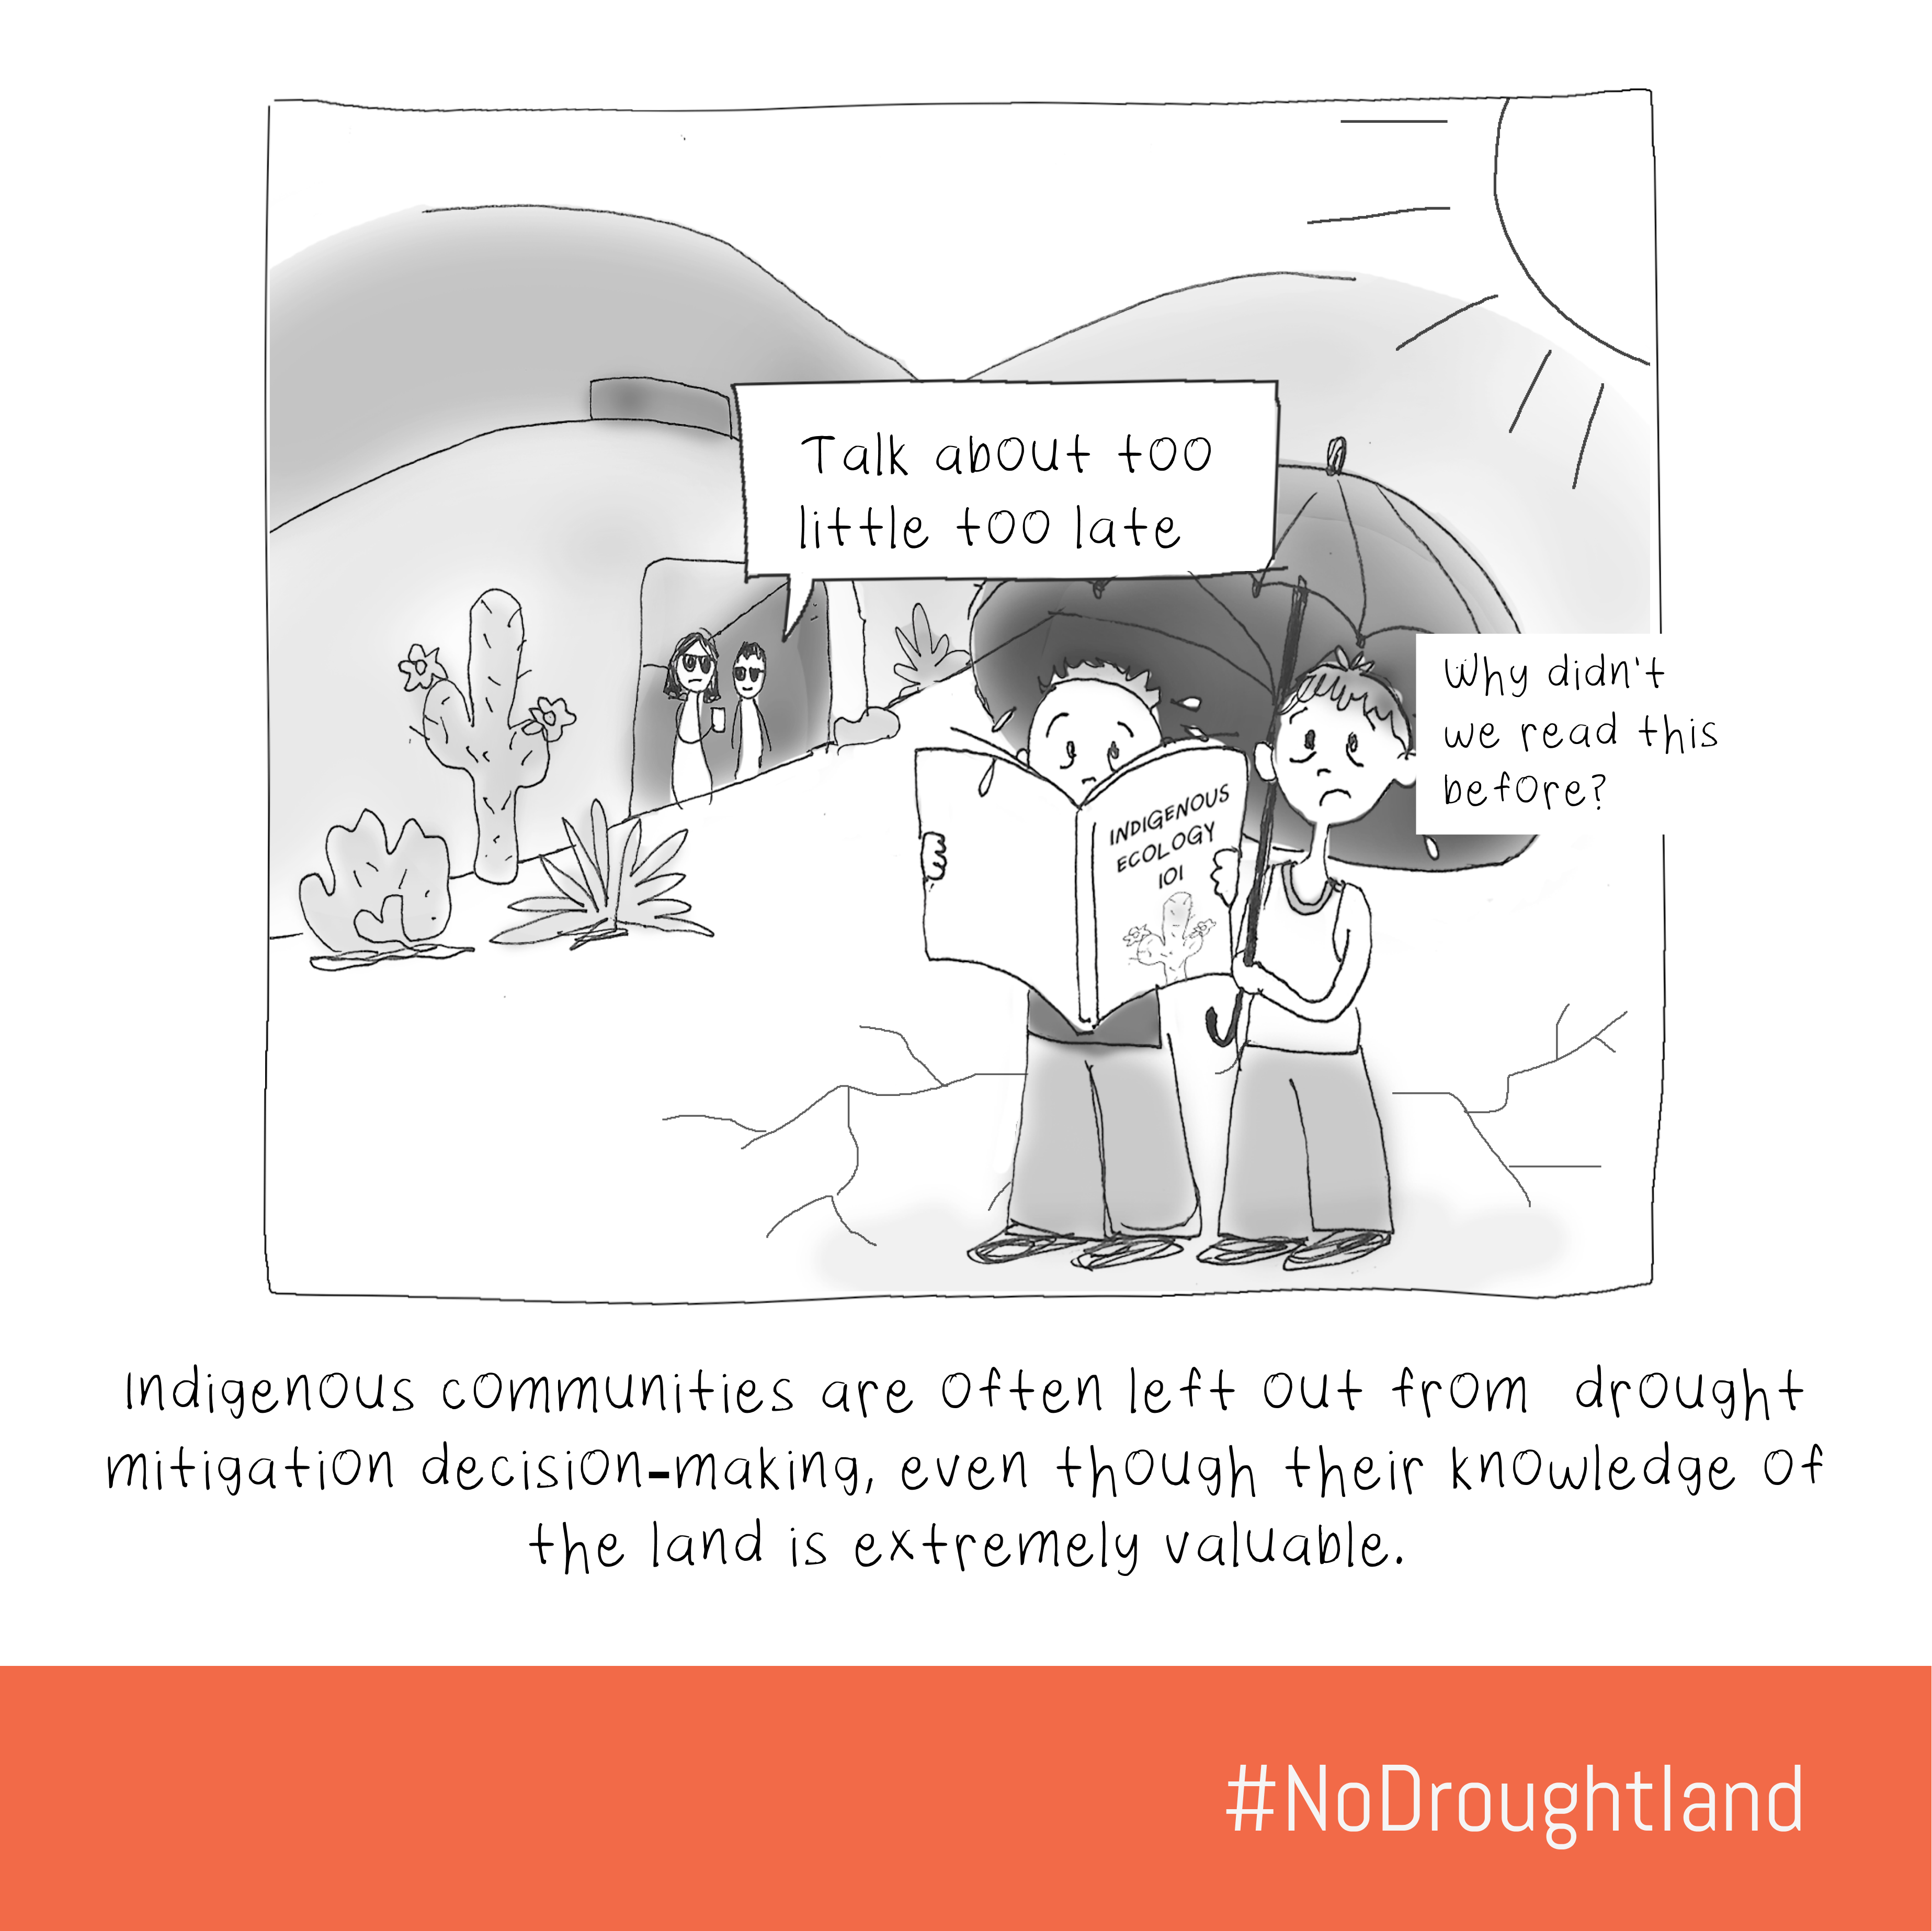 Talk about too
little too late
Why didn't
we read this
before?
INDIGENOUS
ECOLOGY
101
Indigenous communities are often left out from drought
mitigation decision-making, even though their knowledge of
the land is extremely valuable.
#NoDroughtland